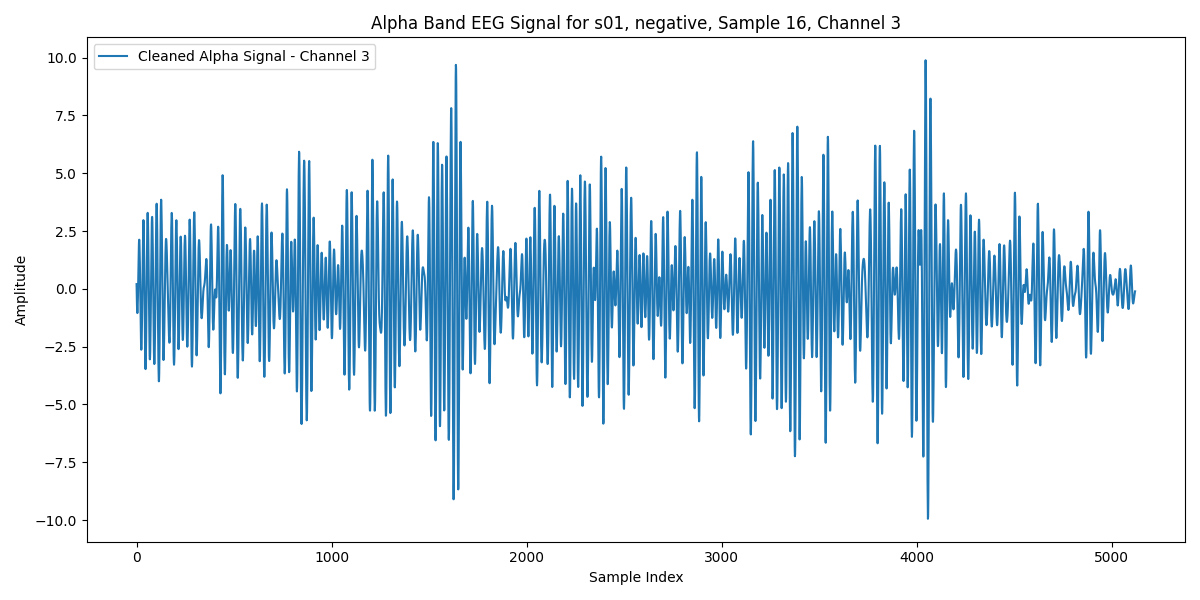 Alpha Band EEG Signal for s01, negative, Sample 16, Channel 3
Cleaned Alpha Signal - Channel 3
10.0
7.5
5.0
2.5
0.0
−2.5
−5.0
−7.5
−10.0
Amplitude
0 1000 2000 3000 4000 5000
Sample Index